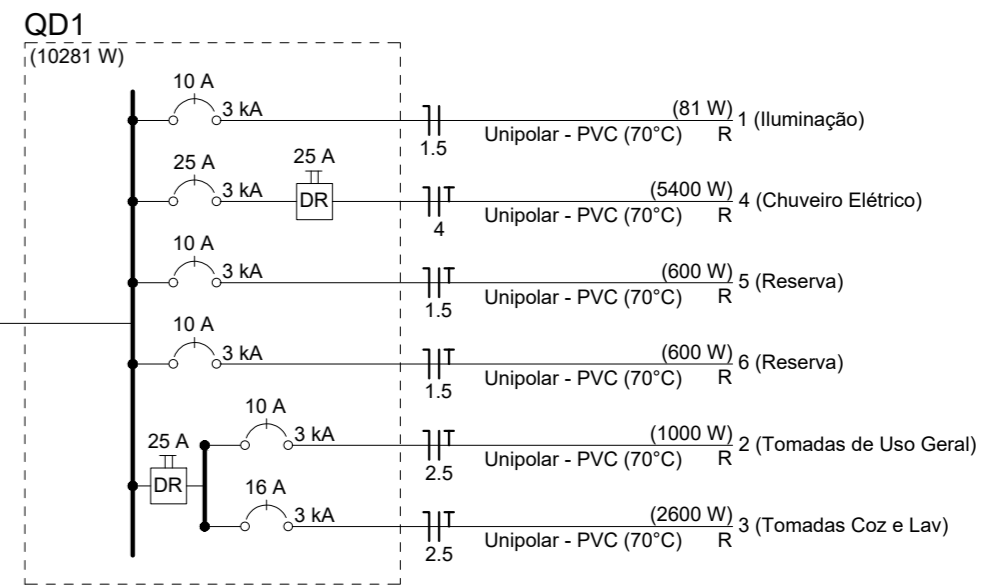 QD1
(10281 W)
10 A
3 kA
1.5
(81 W)
Unipolar - PVC (70°C)
R
1 (Iluminação)
25 A
3 kA
25 A
DR
4
(5400 W)
Unipolar - PVC (70°C)
R
4 (Chuveiro Elétrico)
10 A
3 kA
1.5
(600 W)
Unipolar - PVC (70°C)
R
5 (Reserva)
10 A
3 kA
1.5
(600 W)
Unipolar - PVC (70°C)
R
6 (Reserva)
25 A
DR
10 A
3 kA
2.5
(1000 W)
Unipolar - PVC (70°C)
R
2 (Tomadas de Uso Geral)
16 A
3 kA
2.5
(2600 W)
Unipolar - PVC (70°C)
R
3 (Tomadas Coz e Lav)